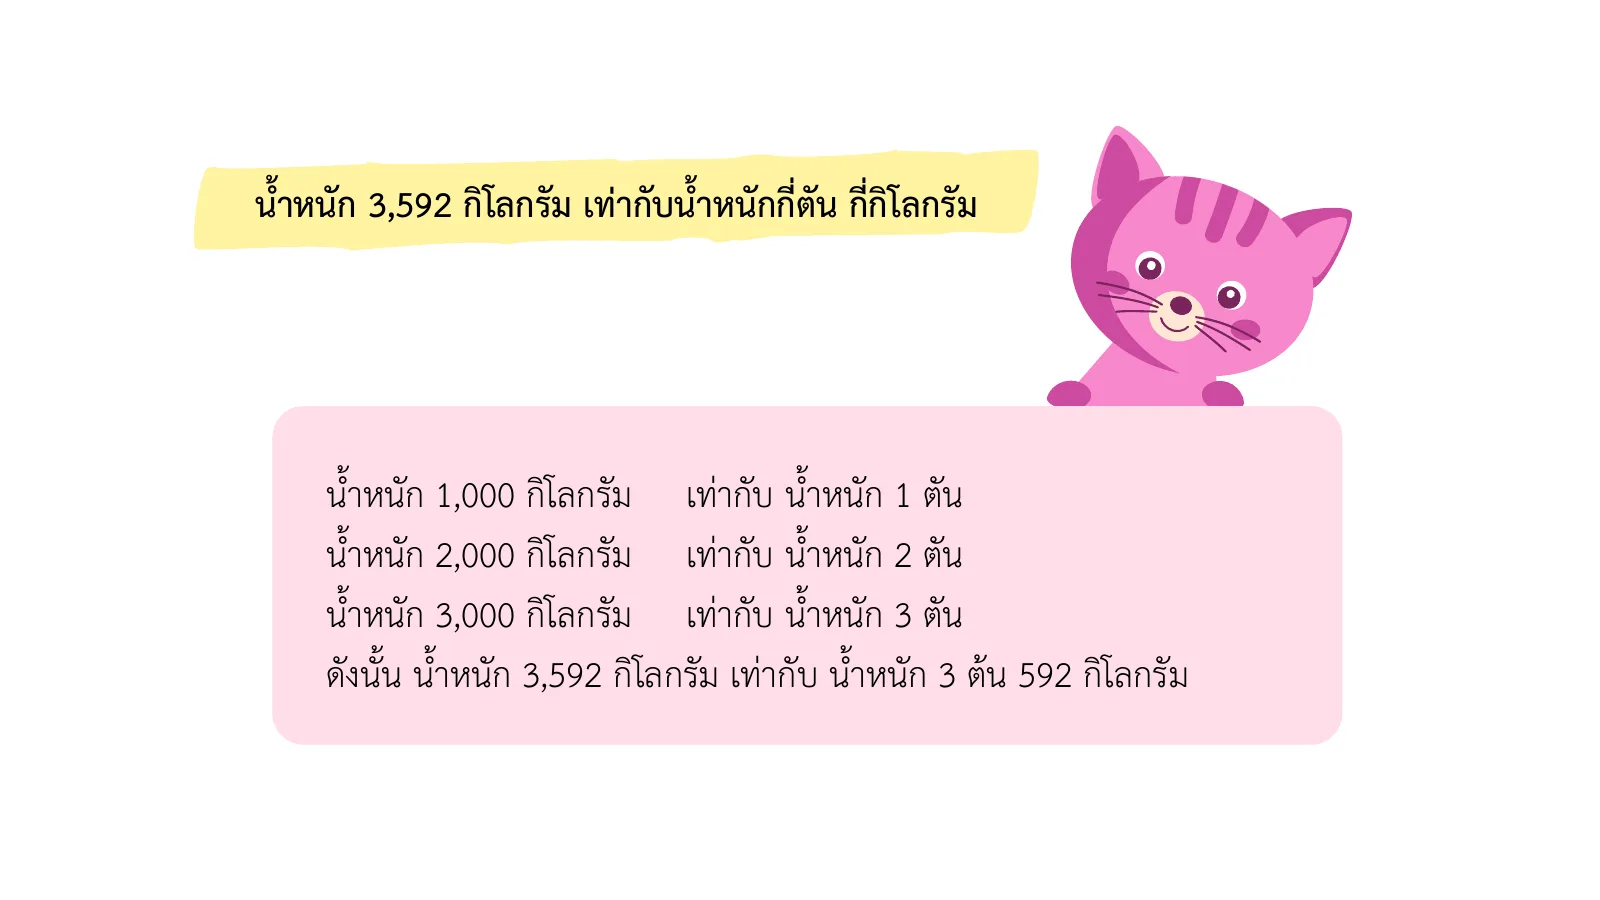 น้ำหนัก 3,592 กิโลกรัม เท่ากับน้ำหนักกี่ตัน กี่กิโลกรัม
น้ำหนัก 1,000 กิโลกรัม เท่ากับ น้ำหนัก 1 ตัน
น้ำหนัก 2,000 กิโลกรัม เท่ากับ น้ำหนัก 2 ตัน
น้ำหนัก 3,000 กิโลกรัม เท่ากับ น้ำหนัก 3 ตัน
ดังนั้น น้ำหนัก 3,592 กิโลกรัม เท่ากับ น้ำหนัก 3 ต้น 592 กิโลกรัม